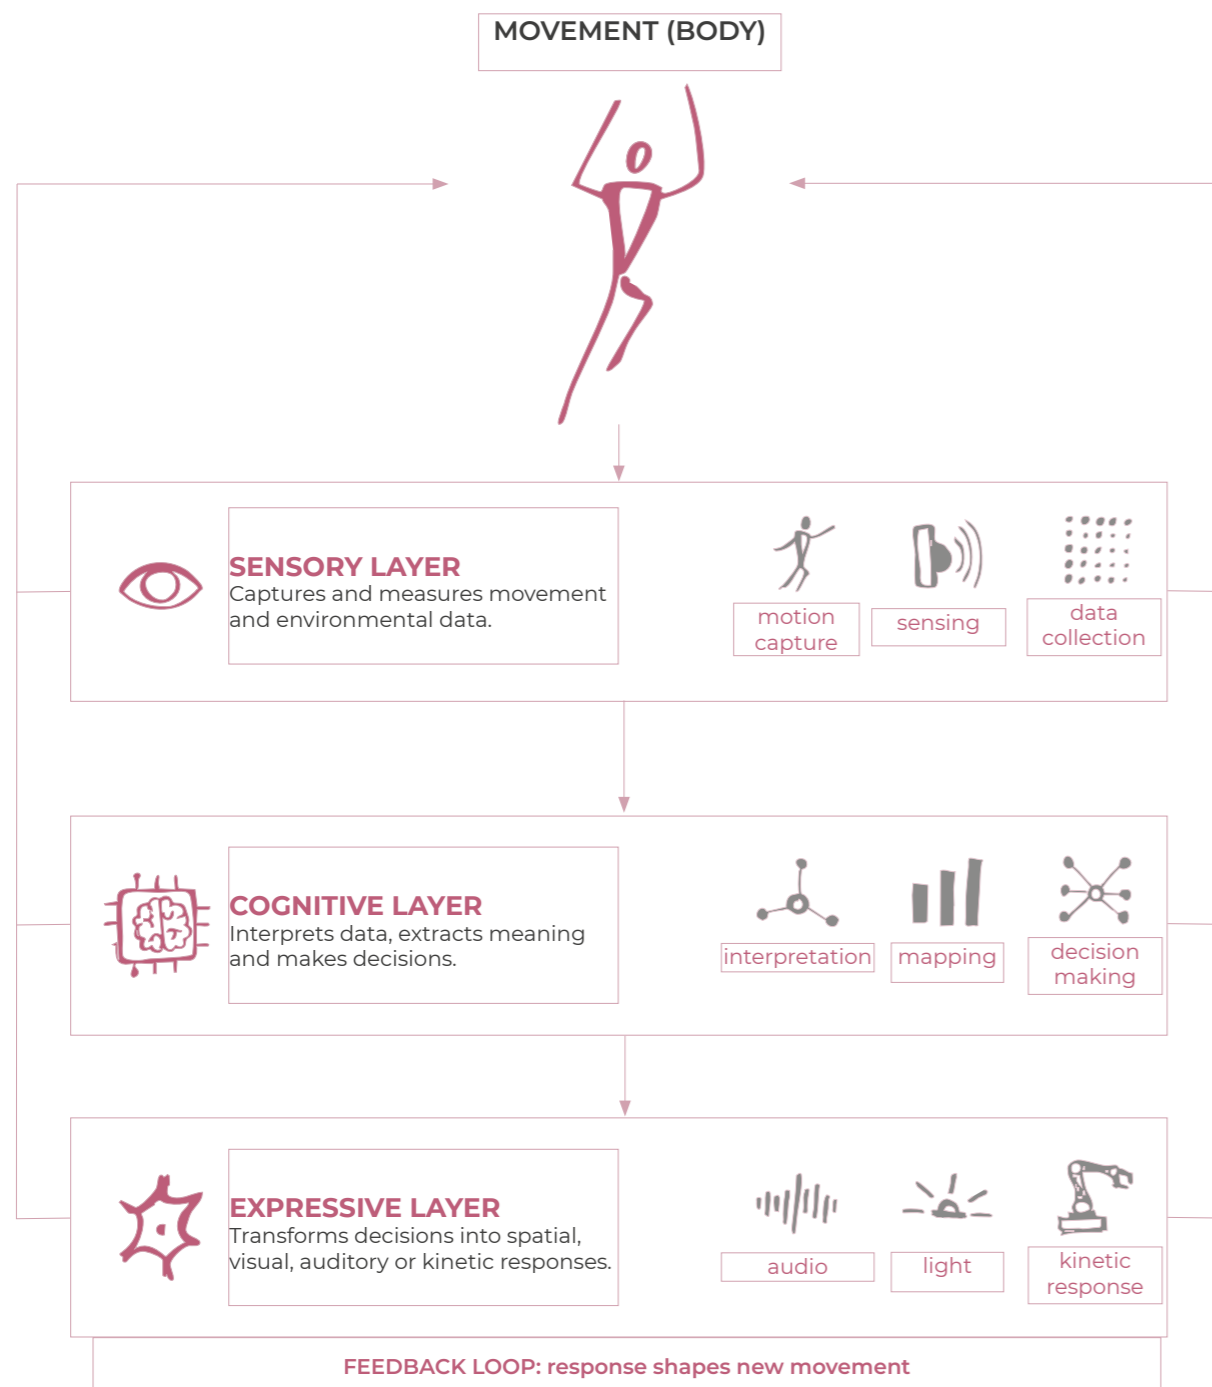 MOVEMENT (BODY)
SENSORY LAYER
Captures and measures movement
and environmental data.
motion
capture
sensing
data
collection
COGNITIVE LAYER
Interprets data, extracts meaning
and makes decisions.
interpretation
mapping
decision
making
EXPRESSIVE LAYER
Transforms decisions into spatial,
visual, auditory or kinetic responses.
audio
light
kinetic
response
FEEDBACK LOOP: response shapes new movement